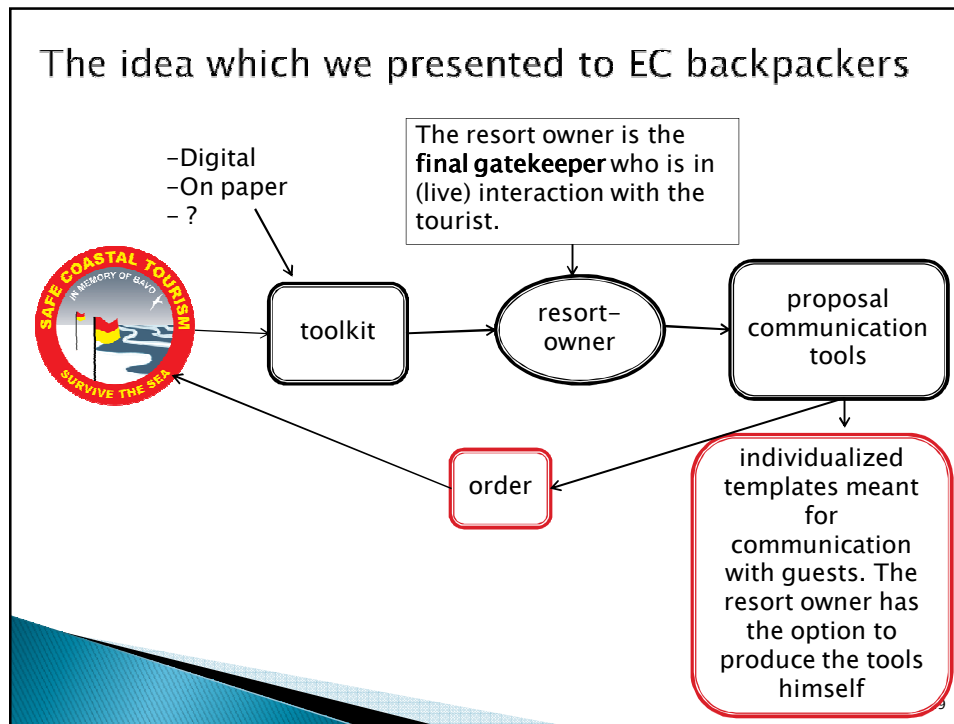 The idea which we presented to EC backpackers
-Digital
-On paper
- ?
The resort owner is the
final gatekeeper who is in
(live) interaction with the
tourist.
SAFE COASTAL TOURISM
IN MEMORY OF BAVO
SURVIVE THE SEA
toolkit
resort-
owner
proposal
communication
tools
order
individualized
templates meant
for
communication
with guests. The
resort owner has
the option to
produce the tools
himself
9